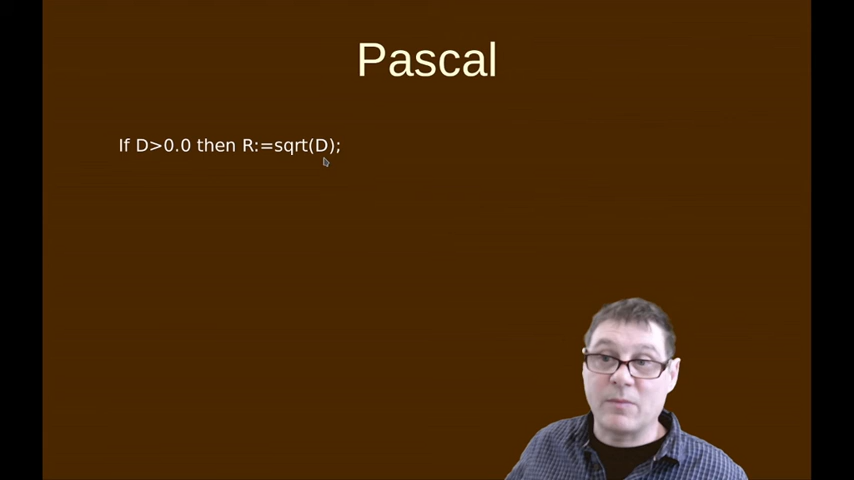 Pascal
If D>0.0 then R:=sqrt(D);